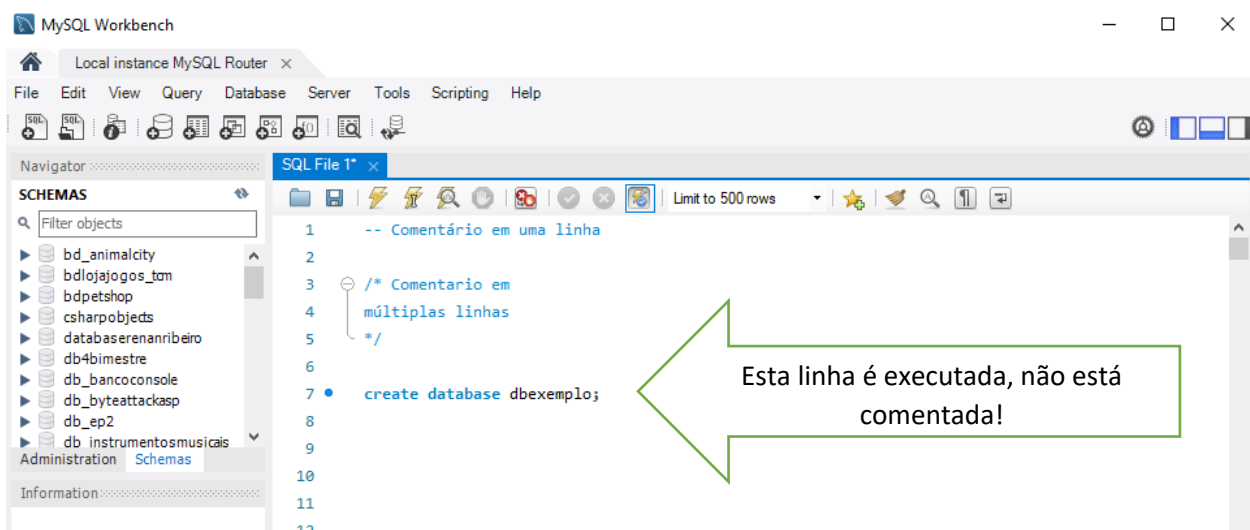 MySQL Workbench
Local instance MySQL Router
File Edit View Query Database Server Tools Scripting Help
Navigator
SQL File 1*
SCHEMAS
Limit to 500 rows
Filter objects
bd_animalcity
bdlojajogos_tcm
bdpetshop
csharpobjects
databaserenanribeiro
db4bimestre
db_bancoconsole
db_byteattackasp
db_ep2
db_instrumentosmusicais
Administration Schemas
Information
1 -- Comentário em uma linha
2
3 /* Comentario em
4 múltiplas linhas
5 */
6
7 create database dbexemplo;
8
9
10
11
12
Esta linha é executada, não está
comentada!